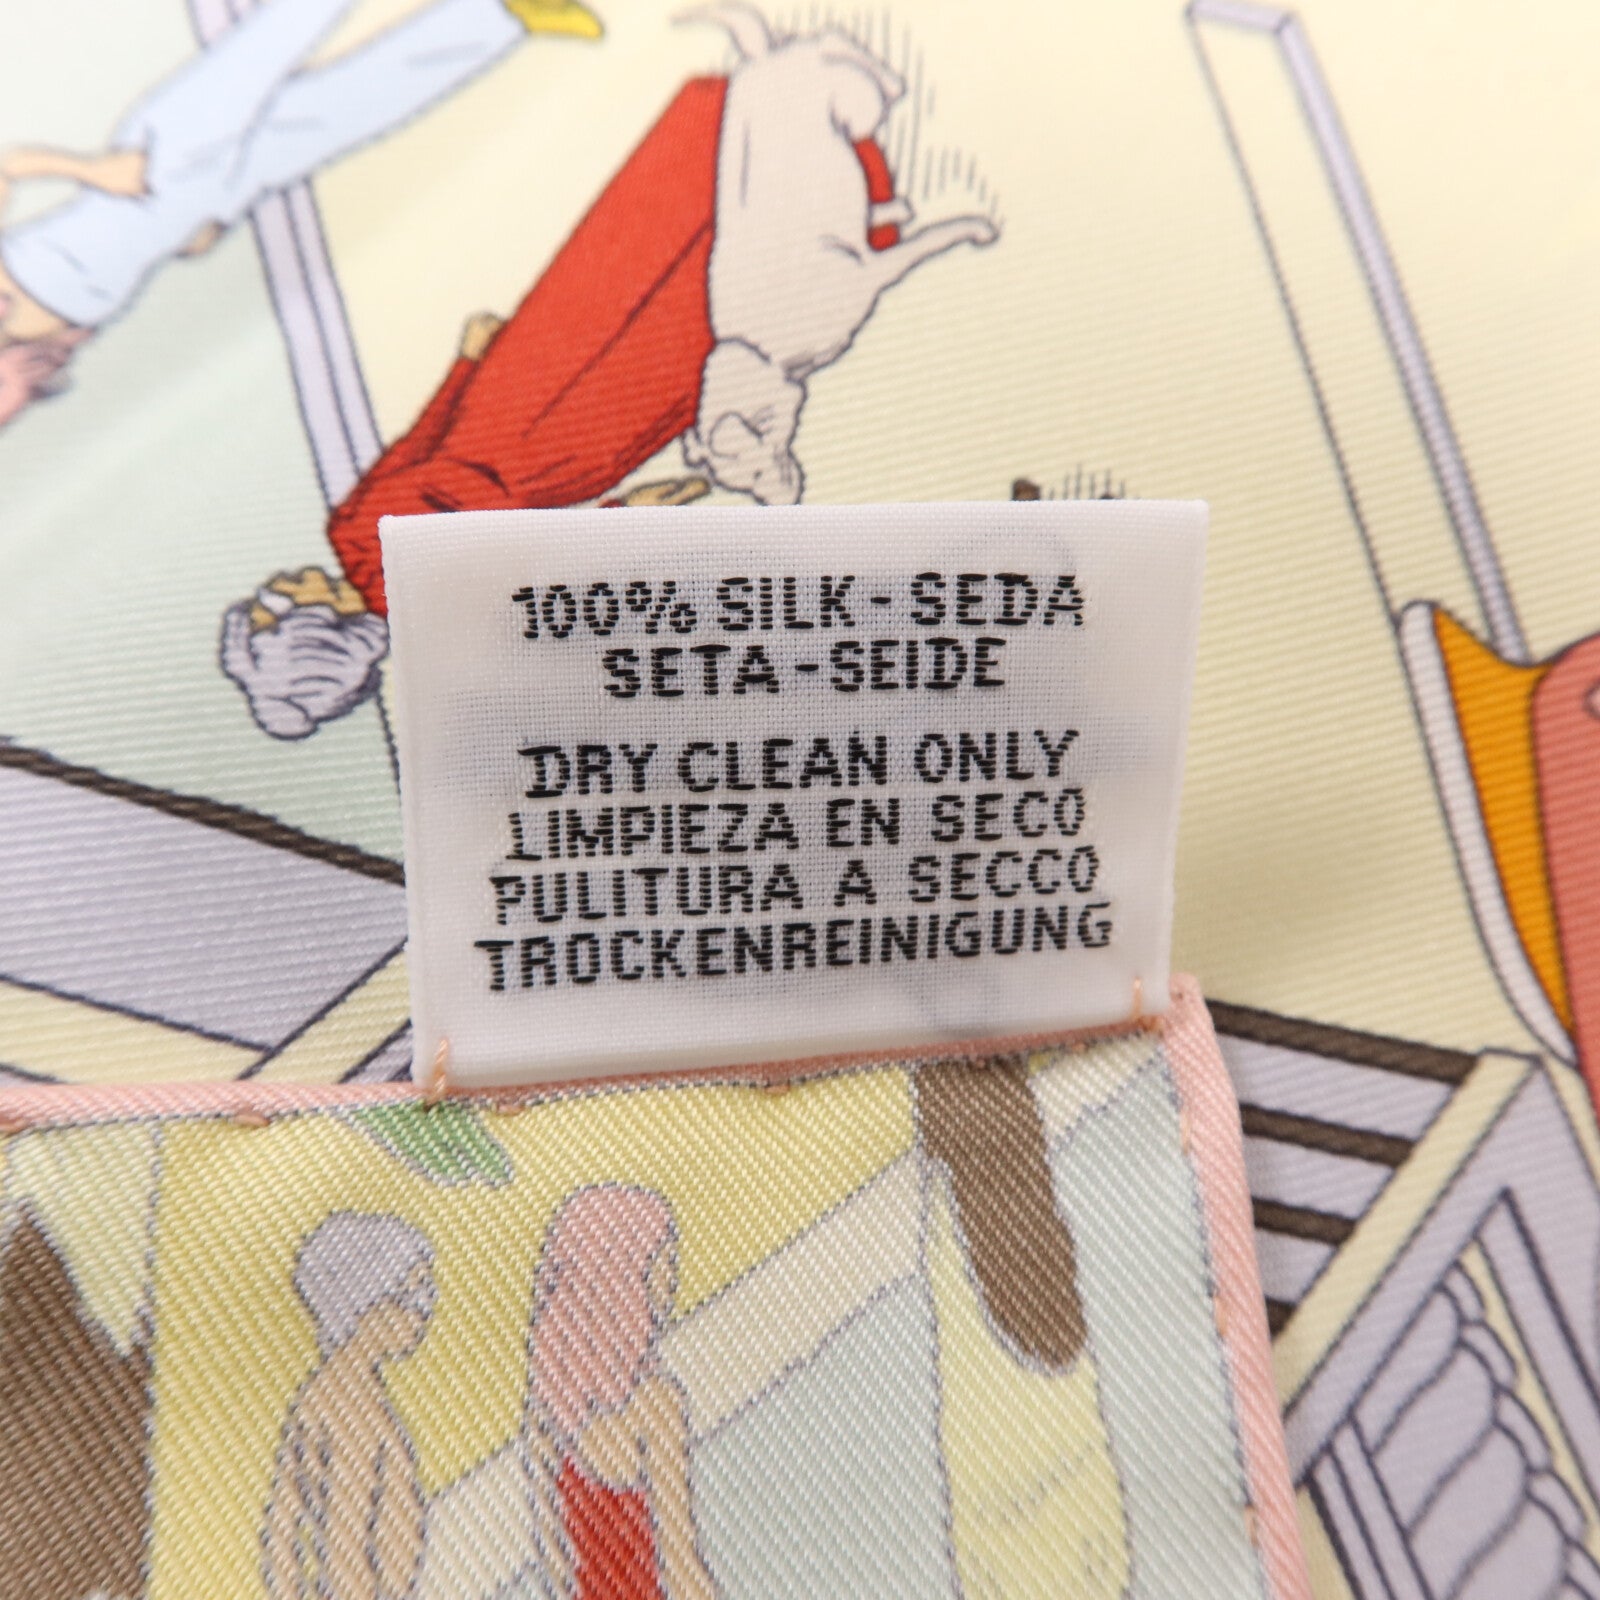 100% SILK-SEDA
SETA-SEIDE
DRY CLEAN ONLY
LIMPIEZA EN SECO
PULITURA A SECCO
TROCKENREINIGUNG